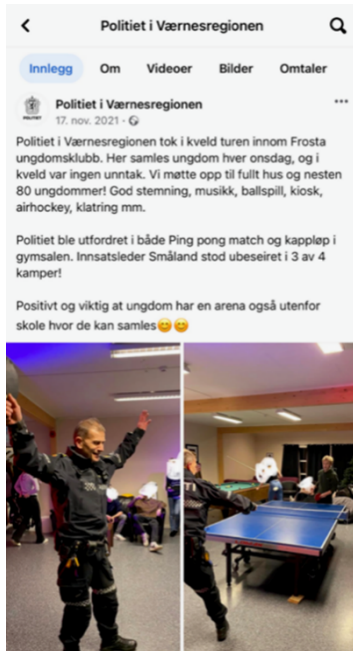 Politiet i Værnesregionen
Innlegg Om Videoer Bilder Omtaler
POLITIET
Politiet i Værnesregionen
17. nov. 2021 ·
Politiet i Værnesregionen tok i kveld turen innom Frosta
ungdomsklubb. Her samles ungdom hver onsdag, og i
kveld var ingen unntak. Vi møtte opp til fullt hus og nesten
80 ungdommer! God stemning, musikk, ballspill, kiosk,
airhockey, klatring mm.
Politiet ble utfordret i både Ping pong match og kappløp i
gymsalen. Innsatsleder Småland stod ubeseiret i 3 av 4
kamper!
Positivt og viktig at ungdom har en arena også utenfor
skole hvor de kan samles😊😊